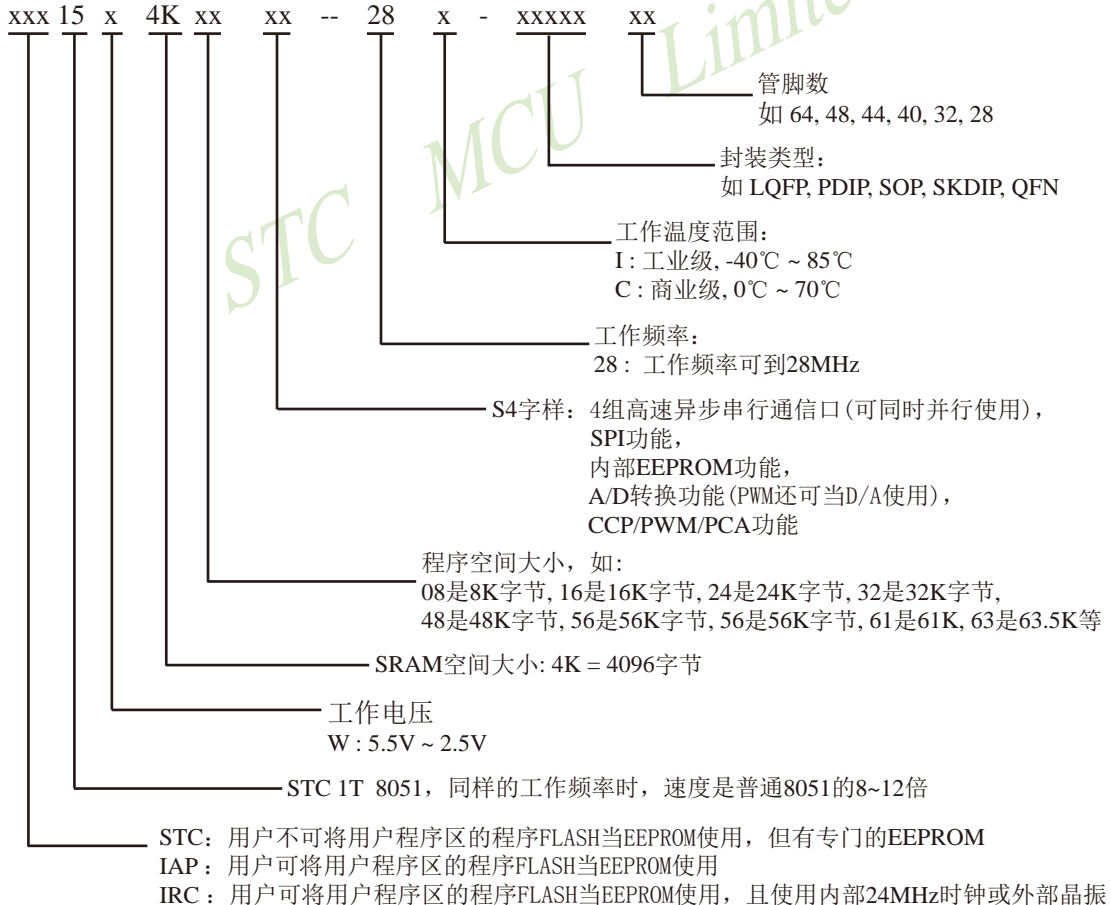 xxx 15 x 4K xx xx -- 28 x - xxxxx xx
STC MCU Limite
管脚数
如 64, 48, 44, 40, 32, 28
封装类型：
如 LQFP, PDIP, SOP, SKDIP, QFN
工作温度范围：
I : 工业级, -40℃ ~ 85℃
C : 商业级, 0℃ ~ 70℃
工作频率：
28 : 工作频率可到28MHz
S4字样：4组高速异步串行通信口(可同时并行使用)，
SPI功能，
内部EEPROM功能，
A/D转换功能(PWM还可当D/A使用)，
CCP/PWM/PCA功能
程序空间大小，如:
08是8K字节, 16是16K字节, 24是24K字节, 32是32K字节,
48是48K字节, 56是56K字节, 56是56K字节, 61是61K, 63是63.5K等
SRAM空间大小: 4K = 4096字节
工作电压
W : 5.5V ~ 2.5V
STC 1T 8051，同样的工作频率时，速度是普通8051的8~12倍
STC：用户不可将用户程序区的程序FLASH当EEPROM使用，但有专门的EEPROM
IAP：用户可将用户程序区的程序FLASH当EEPROM使用
IRC：用户可将用户程序区的程序FLASH当EEPROM使用，且使用内部24MHz时钟或外部晶振